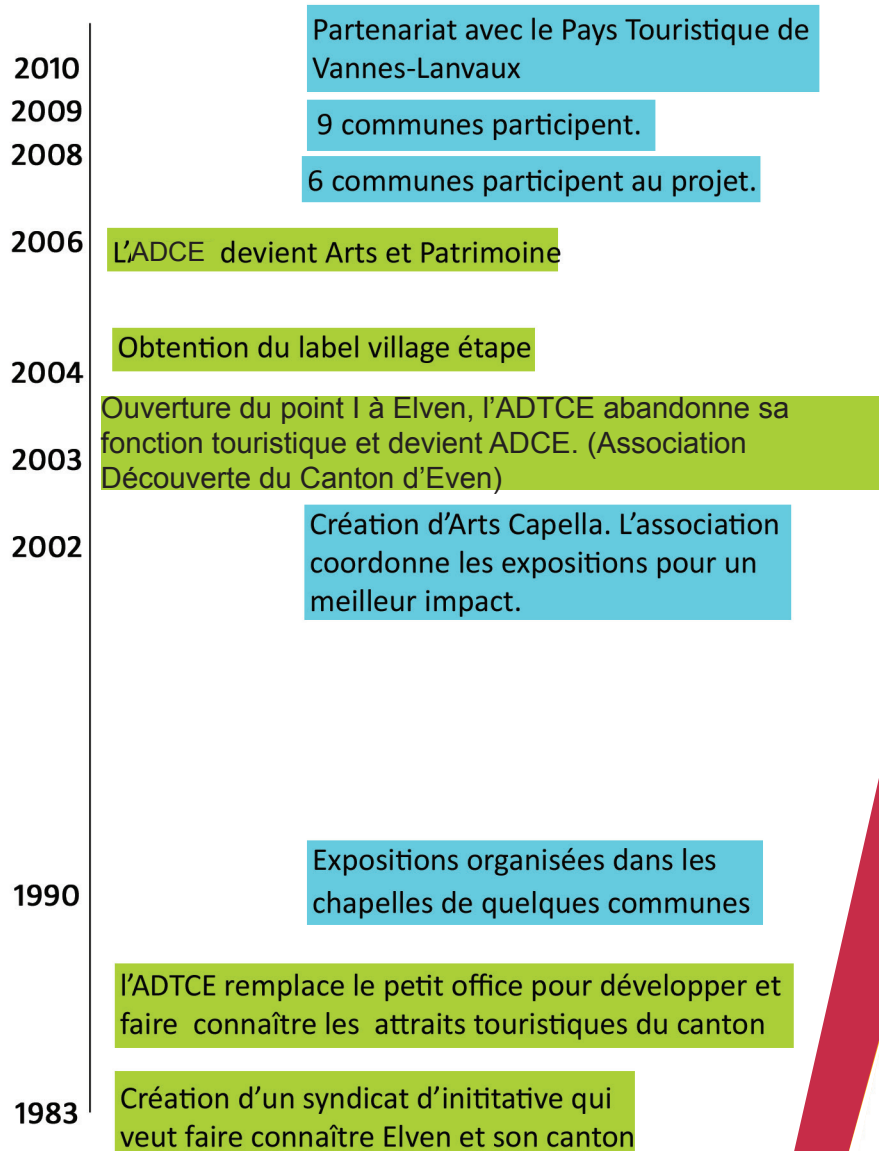 Partenariat avec le Pays Touristique de
Vannes-Lanvaux
2010
2009
9 communes participent.
2008
6 communes participent au projet.
2006
L'ADCE devient Arts et Patrimoine
Obtention du label village étape
2004
Ouverture du point I à Elven, l'ADTCE abandonne sa
fonction touristique et devient ADCE. (Association
Découverte du Canton d'Even)
2003
Création d'Arts Capella. L'association
coordonne les expositions pour un
meilleur impact.
2002
Expositions organisées dans les
chapelles de quelques communes
1990
l'ADTCE remplace le petit office pour développer et
faire connaître les attraits touristiques du canton
Création d'un syndicat d'inititative qui
veut faire connaître Elven et son canton
1983